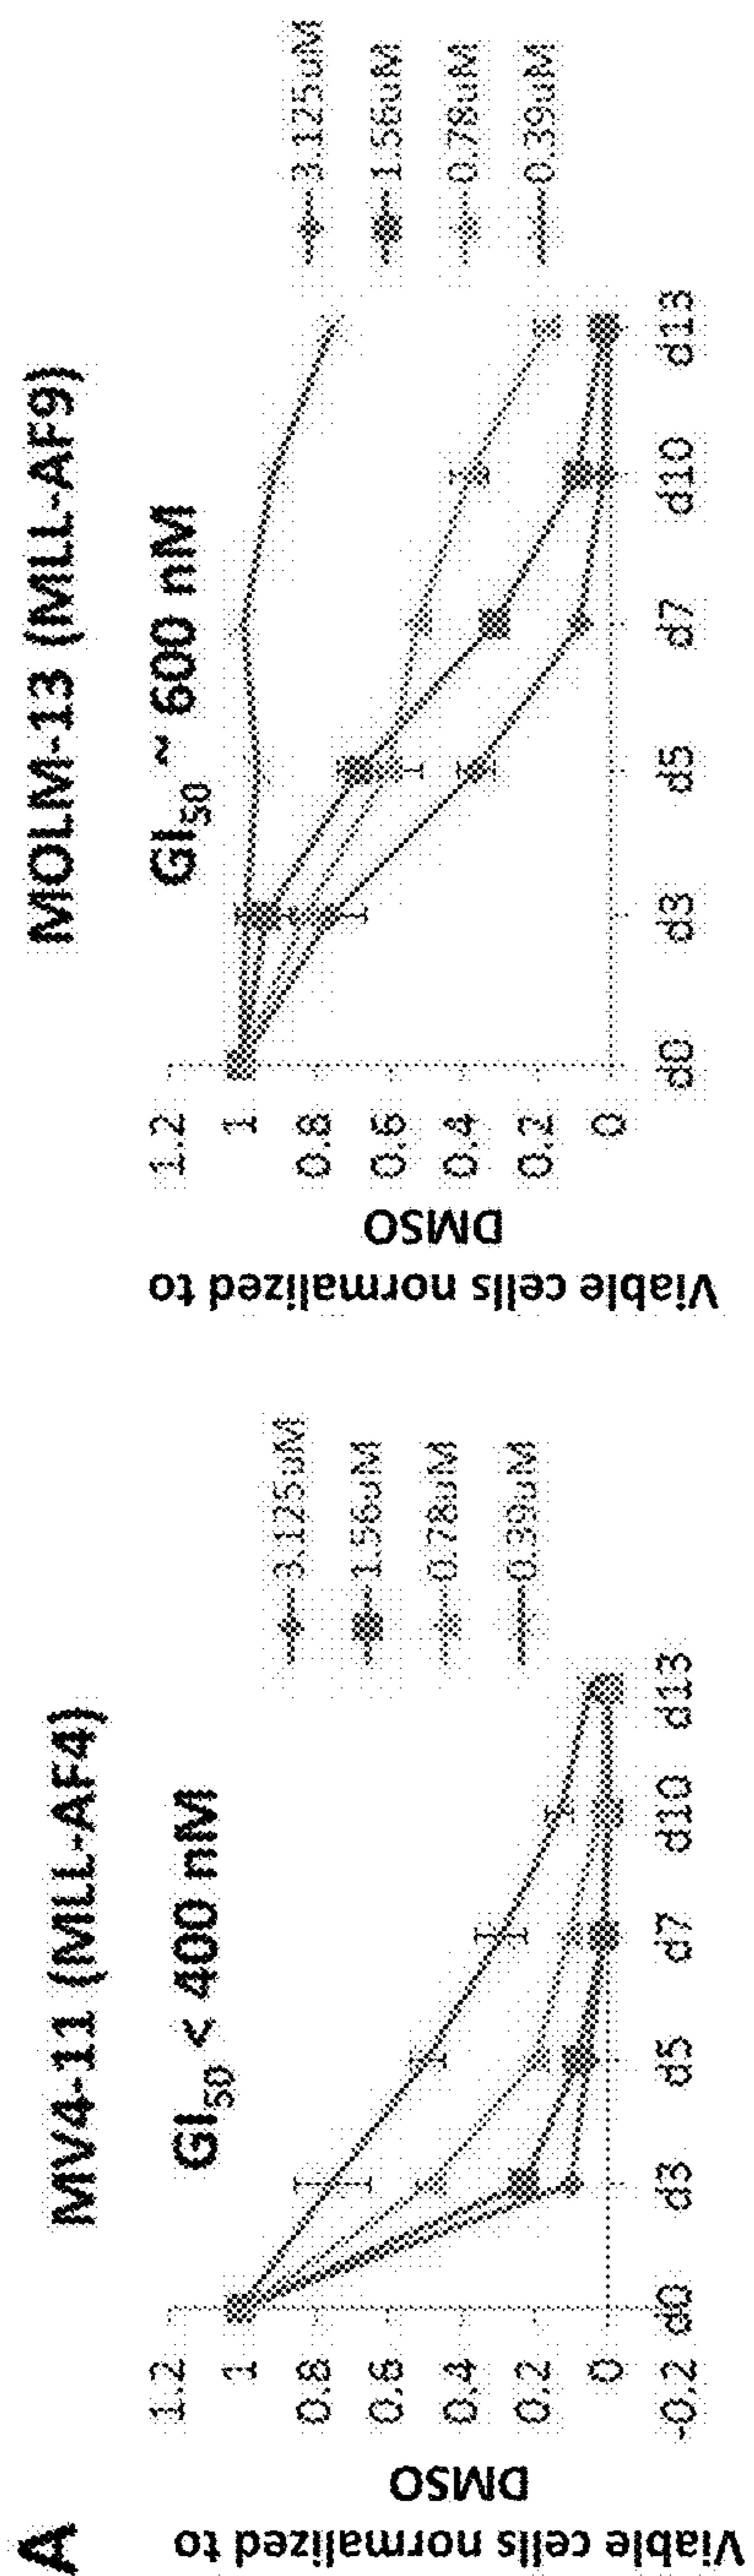 A
MV4-11 (MLL-AF4)
GI50 < 400 nM
Viable cells normalized to
DMSO
1.2
1
0.8
0.6
0.4
0.2
0
-0.2
d0 d3 d5 d7 d10 d13
3.125uM
1.56uM
0.78uM
0.39uM
MOLM-13 (MLL-AF9)
GI50 ~ 600 nM
Viable cells normalized to
DMSO
1.2
1
0.8
0.6
0.4
0.2
0
d0 d3 d5 d7 d10 d13
3.125uM
1.56uM
0.78uM
0.39uM